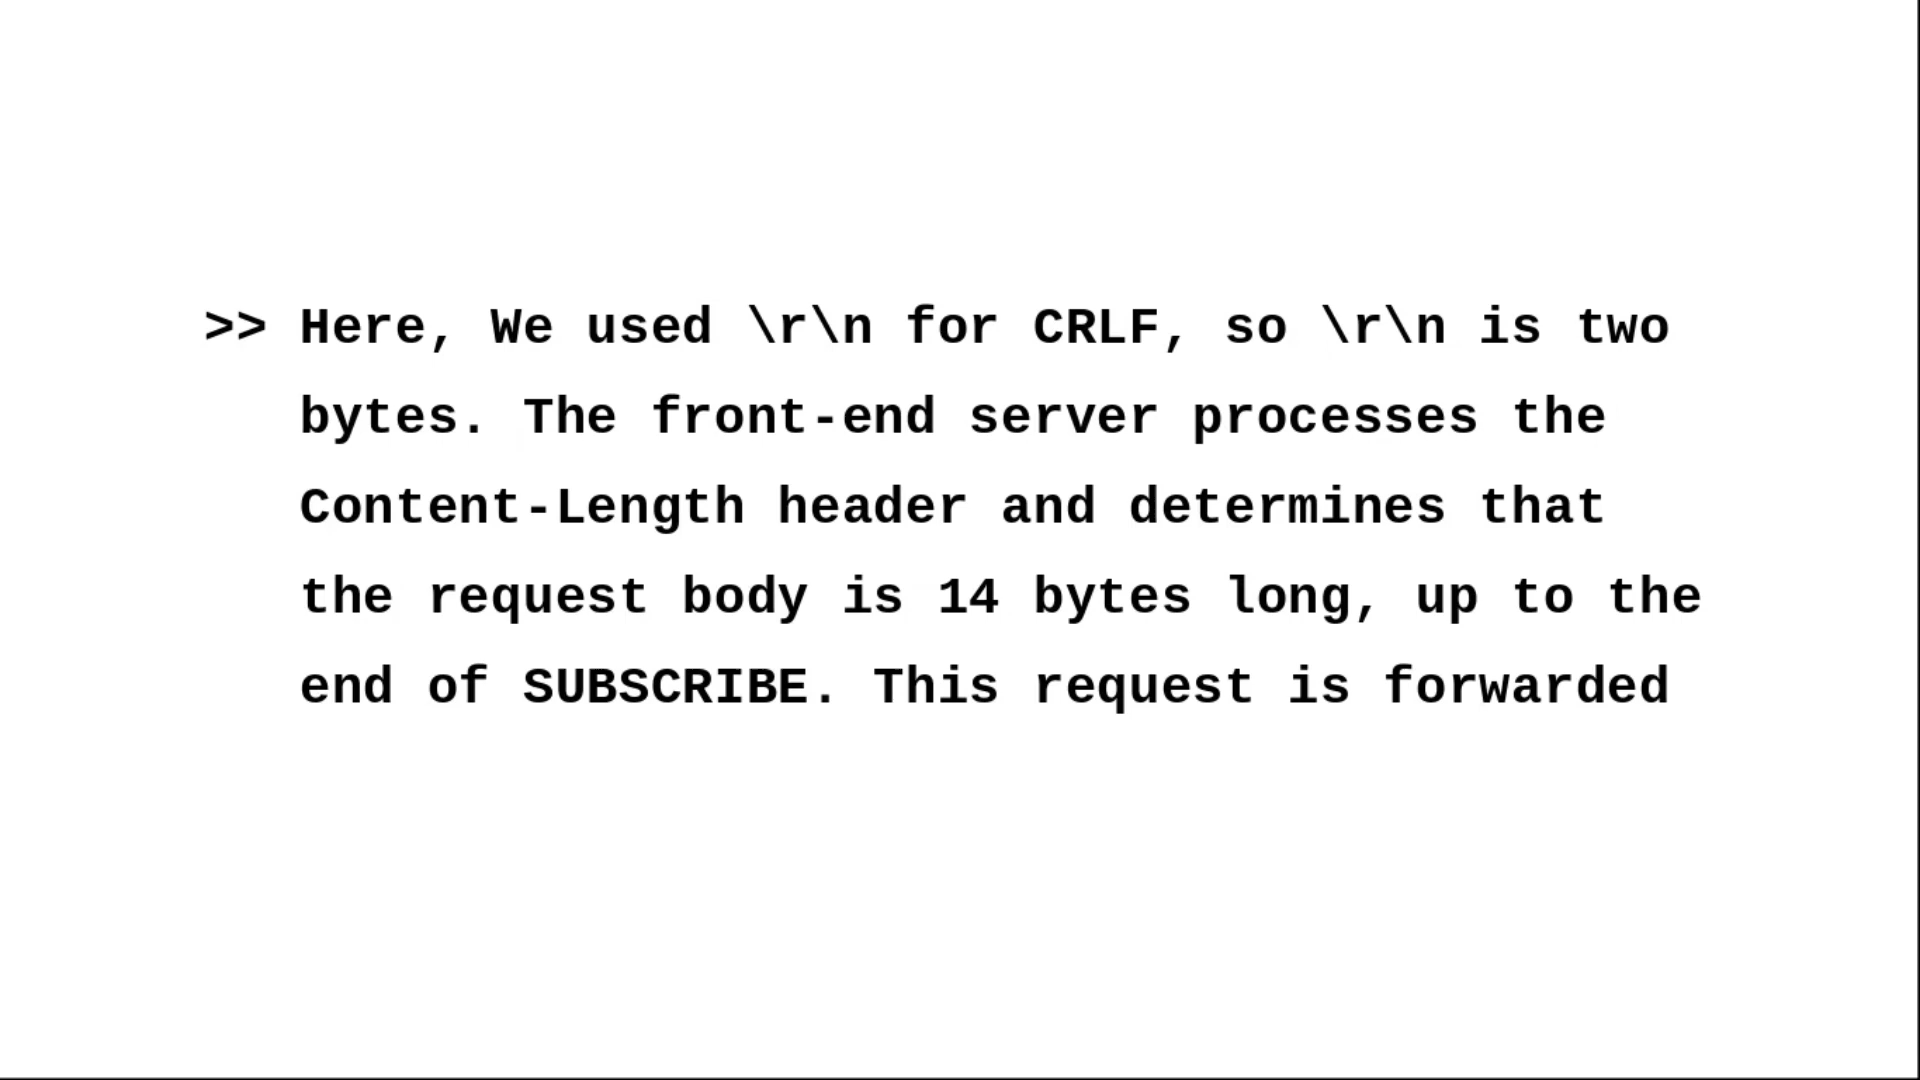 >> Here, We used \r\n for CRLF, so \r\n is two
bytes. The front-end server processes the
Content-Length header and determines that
the request body is 14 bytes long, up to the
end of SUBSCRIBE. This request is forwarded